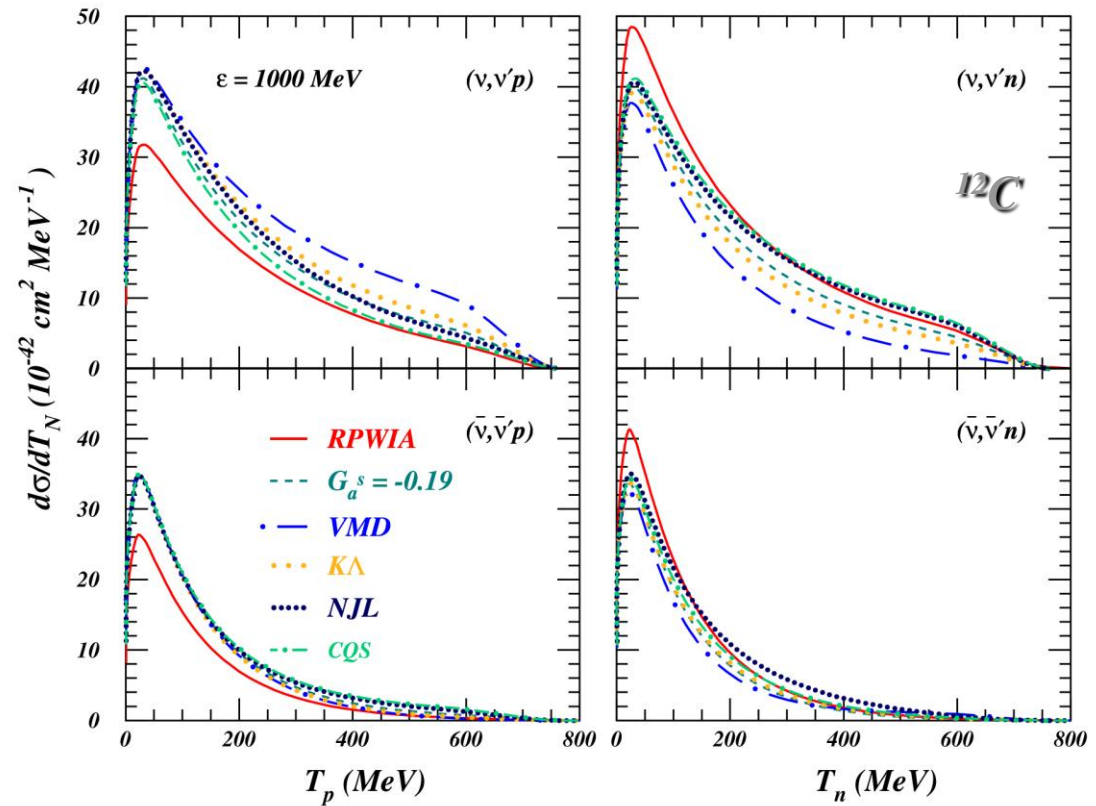 dσ/dT_N (10⁻⁴² cm² MeV⁻¹)
50
40
30
20
10
0
ε = 1000 MeV
(ν,ν′p)
(ν,ν′n)
¹²C
40
30
20
10
0
(ν̄,ν̄′p)
RPWIA
G_a^s = -0.19
VMD
KΛ
NJL
CQS
(ν̄,ν̄′n)
0 200 400 600 800
0 200 400 600 800
T_p (MeV)
T_n (MeV)